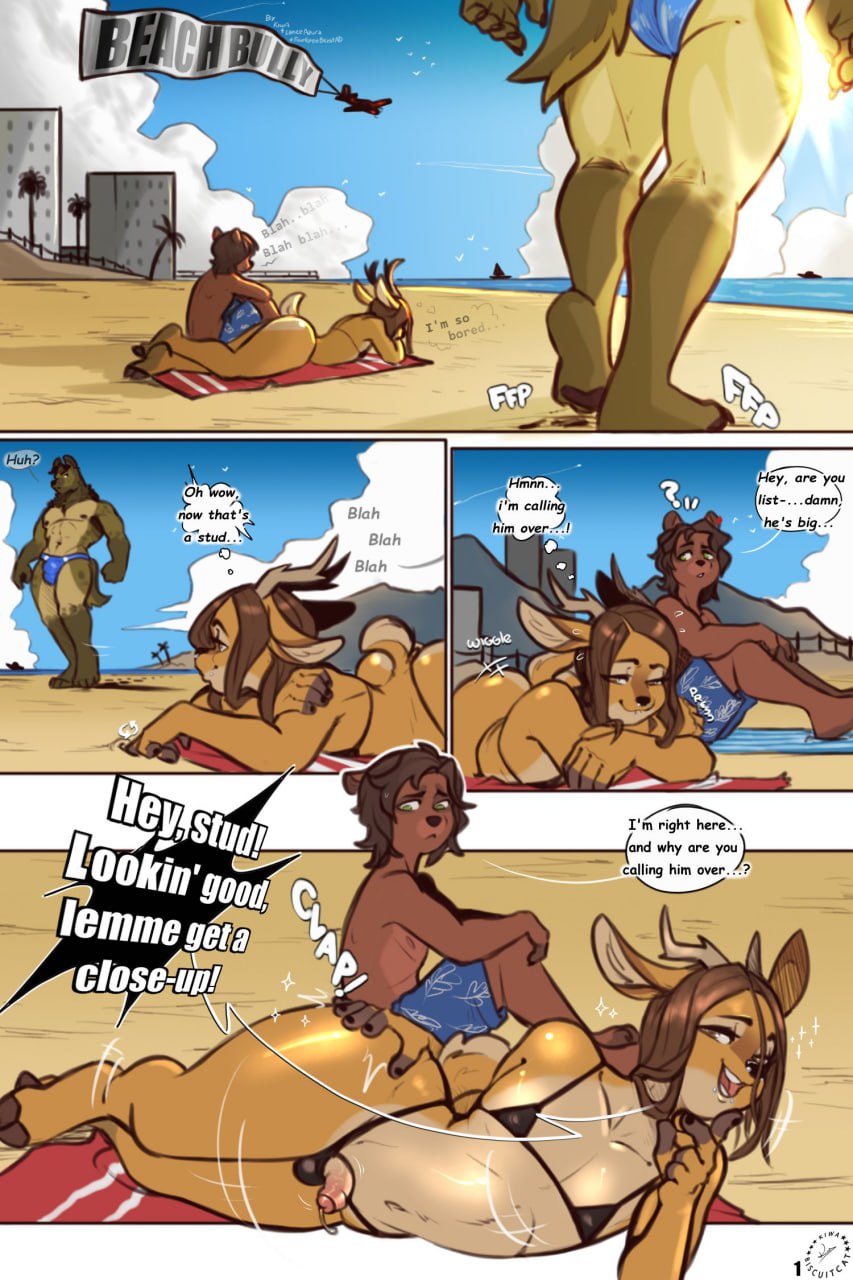 BEACH BULLY
By
Blah..blah
Blah blah...
I'm so
bored...
FFP
FFP
Huh?
Oh wow,
now that's
a stud...
Blah
Blah
Blah
Hmnn...
i'm calling
him over...!
?
Hey, are you
list-...damn
he's big...
WIGGLE
Hey, stud!
Lookin' good,
lemme get a
close-up!
CLAP!
I'm right here...
and why are you
calling him over...?
KIWA
BISCUITCAT
1